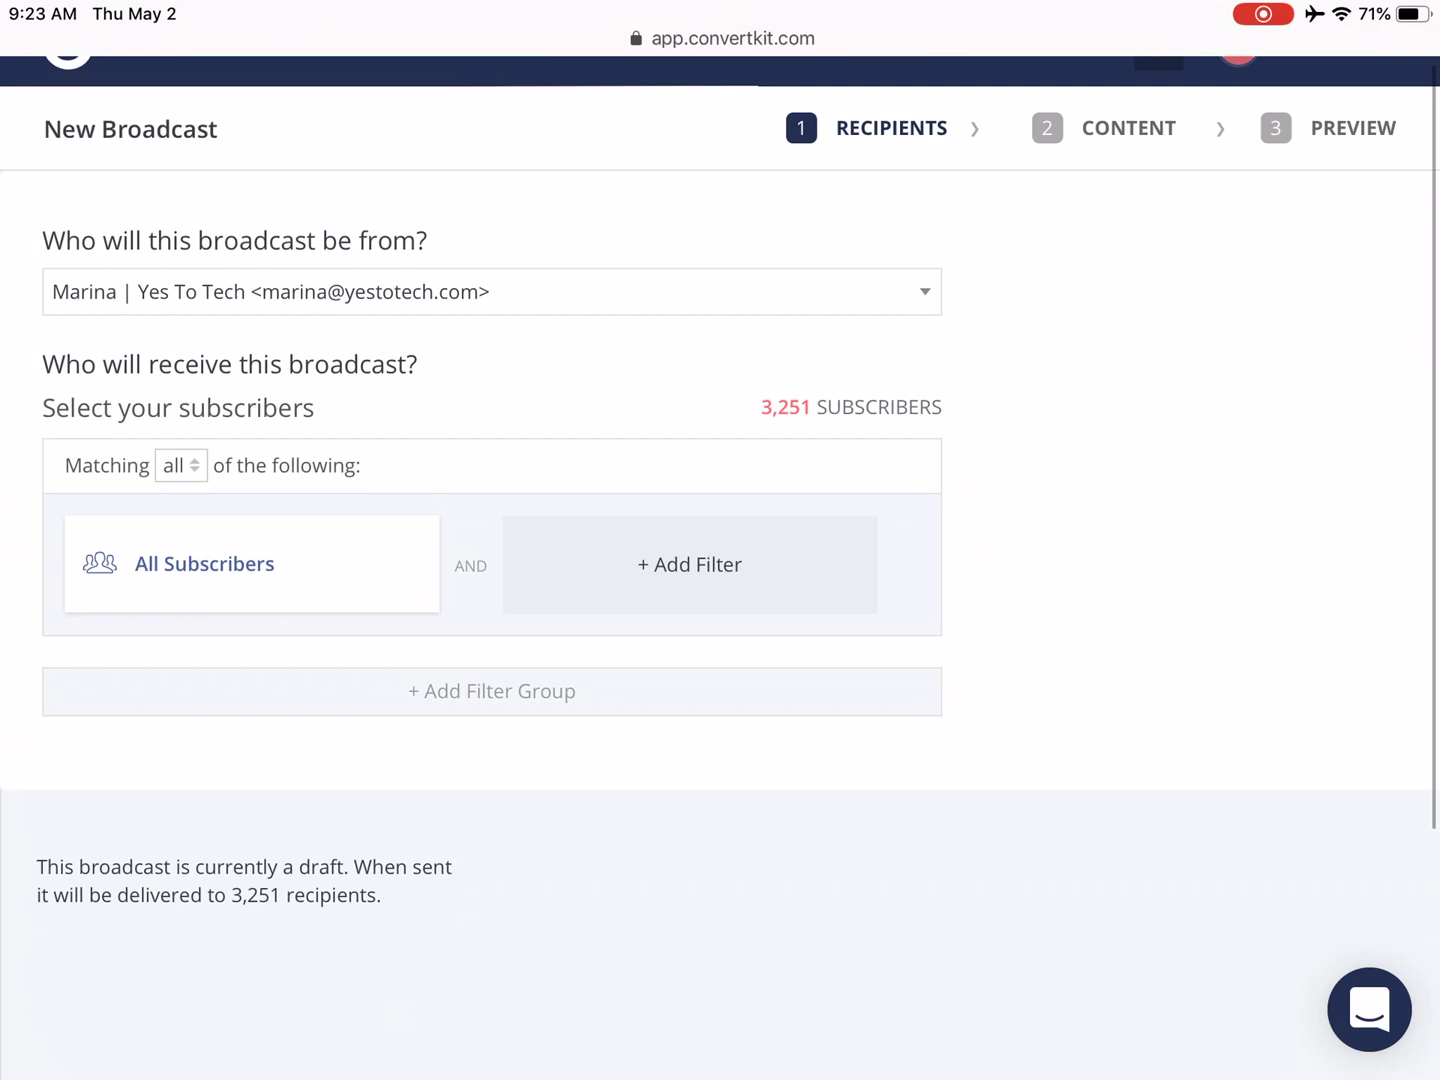 9:23 AM Thu May 2
71%
app.convertkit.com
New Broadcast
1 RECIPIENTS
2 CONTENT
3 PREVIEW
Who will this broadcast be from?
Marina | Yes To Tech <marina@yestotech.com>
Who will receive this broadcast?
Select your subscribers
3,251 SUBSCRIBERS
Matching all of the following:
All Subscribers
AND
+ Add Filter
+ Add Filter Group
This broadcast is currently a draft. When sent
it will be delivered to 3,251 recipients.